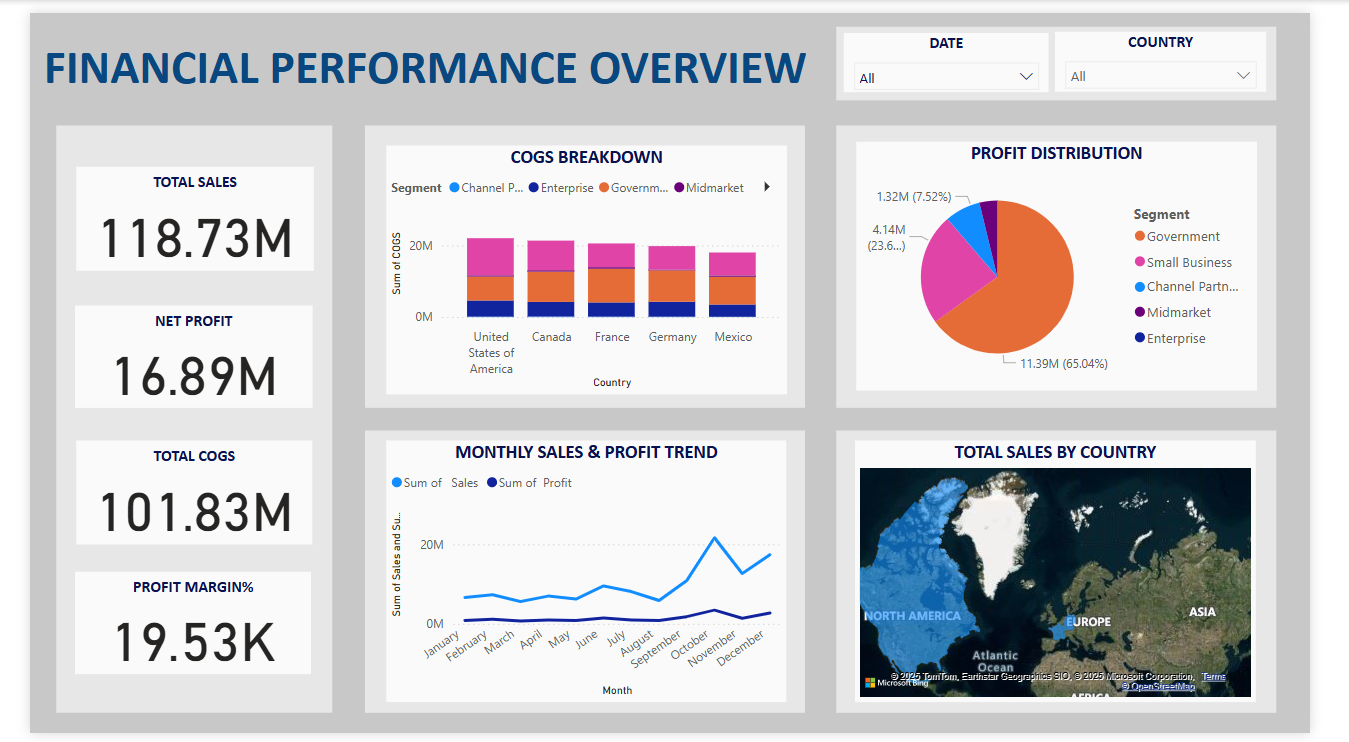 FINANCIAL PERFORMANCE OVERVIEW
DATE
All
COUNTRY
All
TOTAL SALES
118.73M
NET PROFIT
16.89M
TOTAL COGS
101.83M
PROFIT MARGIN%
19.53K
COGS BREAKDOWN
Segment Channel P... Enterprise Governm... Midmarket
Sum of COGS
20M
0M
United States of America
Canada
France
Germany
Mexico
Country
PROFIT DISTRIBUTION
1.32M (7.52%)
4.14M
(23.6...)
11.39M (65.04%)
Segment
Government
Small Business
Channel Partn...
Midmarket
Enterprise
MONTHLY SALES & PROFIT TREND
Sum of Sales Sum of Profit
Sum of Sales and Su...
20M
0M
January
February
March
April
May
June
July
August
September
October
November
December
Month
TOTAL SALES BY COUNTRY
NORTH AMERICA
EUROPE
ASIA
Atlantic
Ocean
AFRICA
Microsoft Bing
© 2025 TomTom, Earthstar Geographics SIO, © 2025 Microsoft Corporation, Terms
© OpenStreetMap